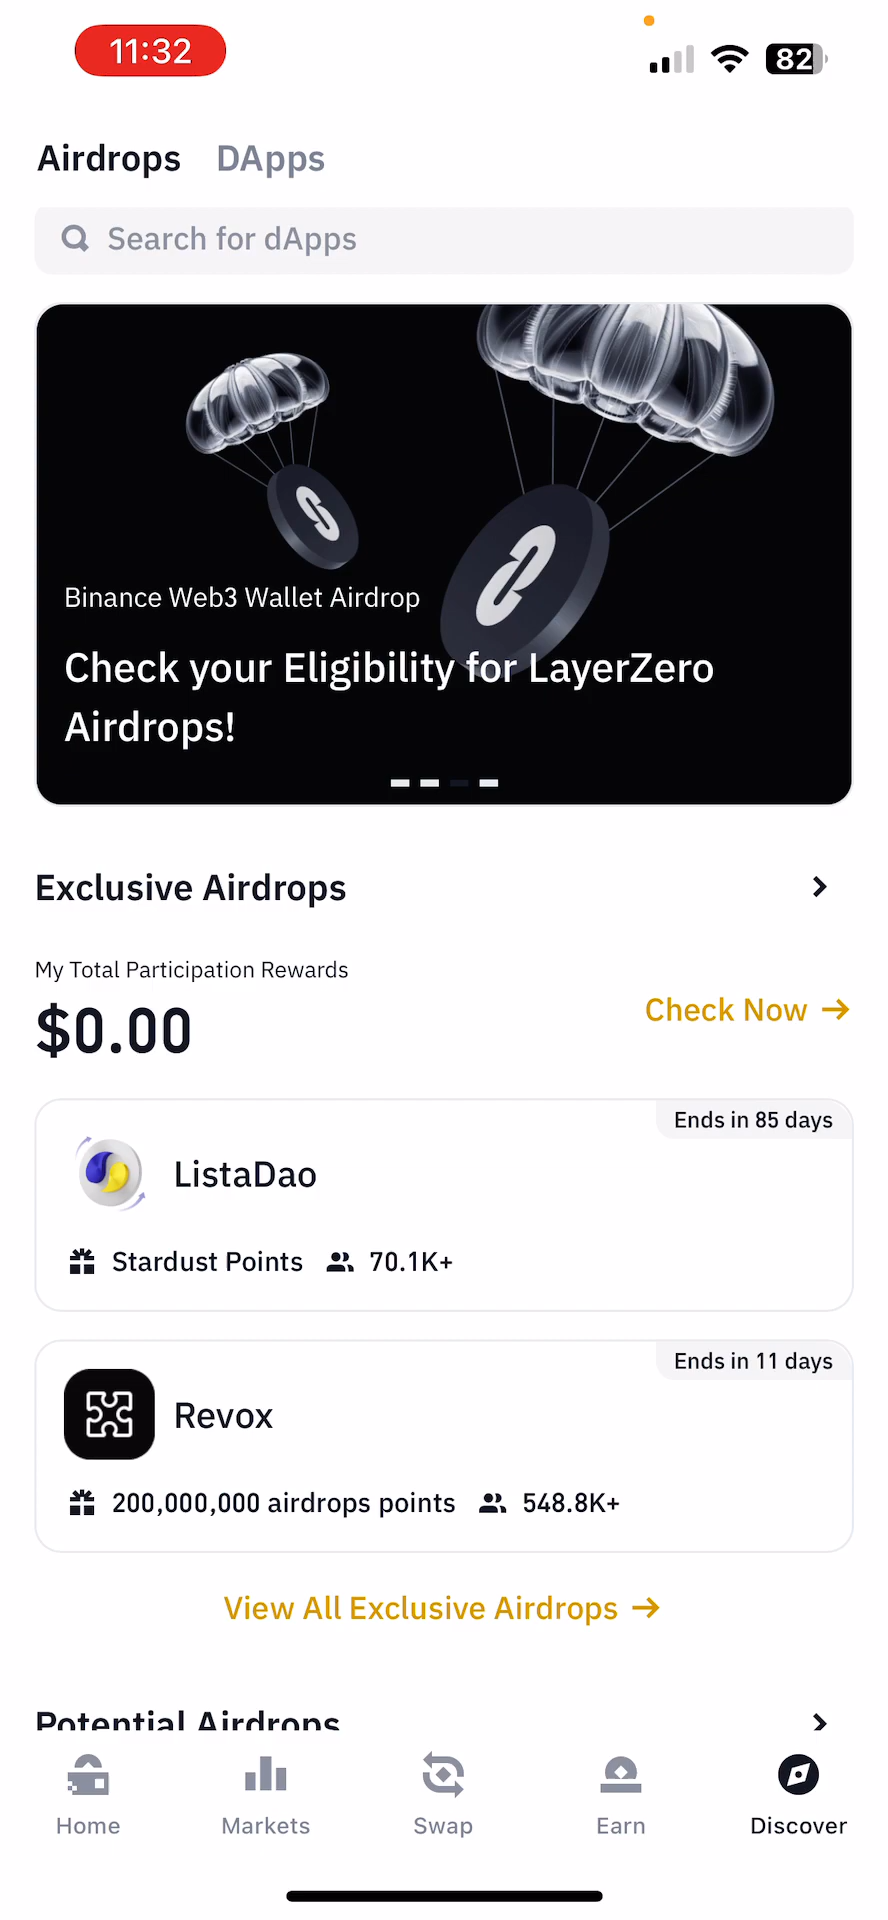 11:32
82
Airdrops DApps
Search for dApps
Binance Web3 Wallet Airdrop
Check your Eligibility for LayerZero
Airdrops!
Exclusive Airdrops
My Total Participation Rewards
$0.00
Check Now →
Ends in 85 days
ListaDao
Stardust Points 70.1K+
Ends in 11 days
Revox
200,000,000 airdrops points 548.8K+
View All Exclusive Airdrops →
Potential Airdrops
Home Markets Swap Earn Discover